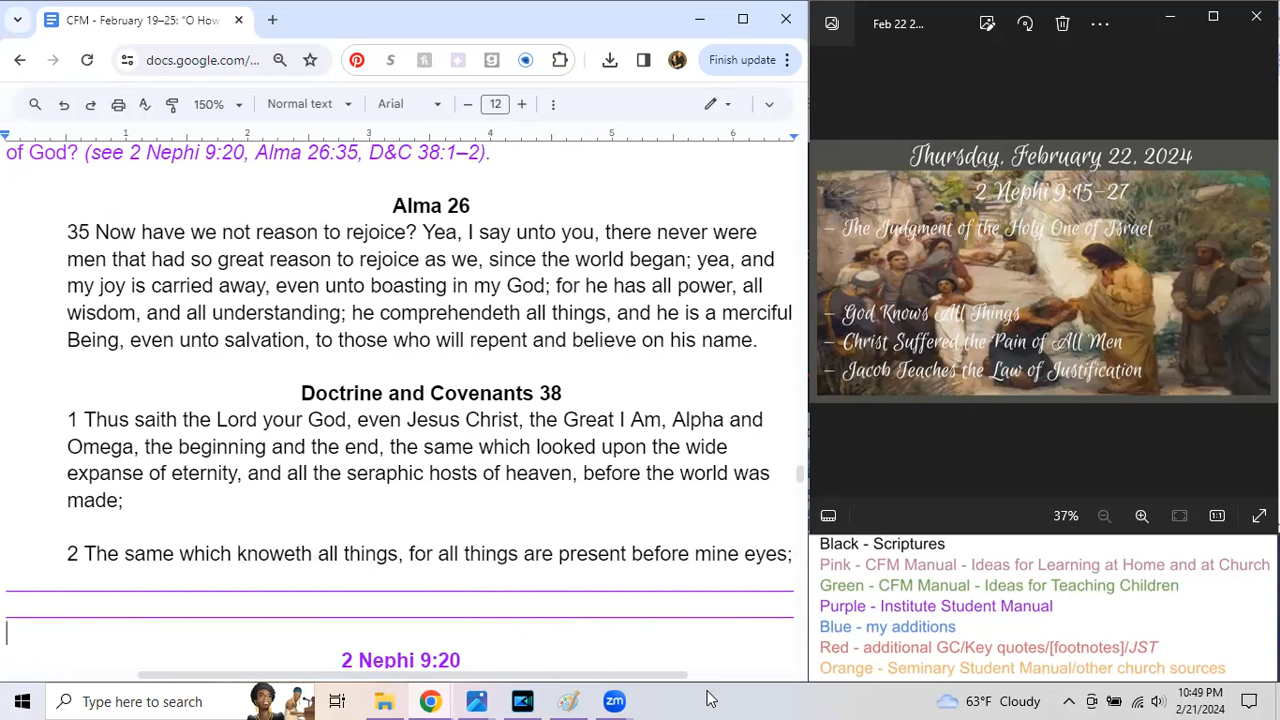 CFM - February 19–25: “O How
Feb 22 2...
docs.google.com/...
Finish update
150%
Normal text
Arial
12
1 2 3 4 5 6
of God? (see 2 Nephi 9:20, Alma 26:35, D&C 38:1–2).
Alma 26
35 Now have we not reason to rejoice? Yea, I say unto you, there never were
men that had so great reason to rejoice as we, since the world began; yea, and
my joy is carried away, even unto boasting in my God; for he has all power, all
wisdom, and all understanding; he comprehendeth all things, and he is a merciful
Being, even unto salvation, to those who will repent and believe on his name.
Doctrine and Covenants 38
1 Thus saith the Lord your God, even Jesus Christ, the Great I Am, Alpha and
Omega, the beginning and the end, the same which looked upon the wide
expanse of eternity, and all the seraphic hosts of heaven, before the world was
made;
2 The same which knoweth all things, for all things are present before mine eyes;
2 Nephi 9:20
Thursday, February 22, 2024
2 Nephi 9:15–27
– The Judgment of the Holy One of Israel
– God Knows All Things
– Christ Suffered the Pain of All Men
– Jacob Teaches the Law of Justification
37%
1:1
Black - Scriptures
Pink - CFM Manual - Ideas for Learning at Home and at Church
Green - CFM Manual - Ideas for Teaching Children
Purple - Institute Student Manual
Blue - my additions
Red - additional GC/Key quotes/[footnotes]/JST
Orange - Seminary Student Manual/other church sources
Type here to search
zm
63°F Cloudy
10:49 PM
2/21/2024